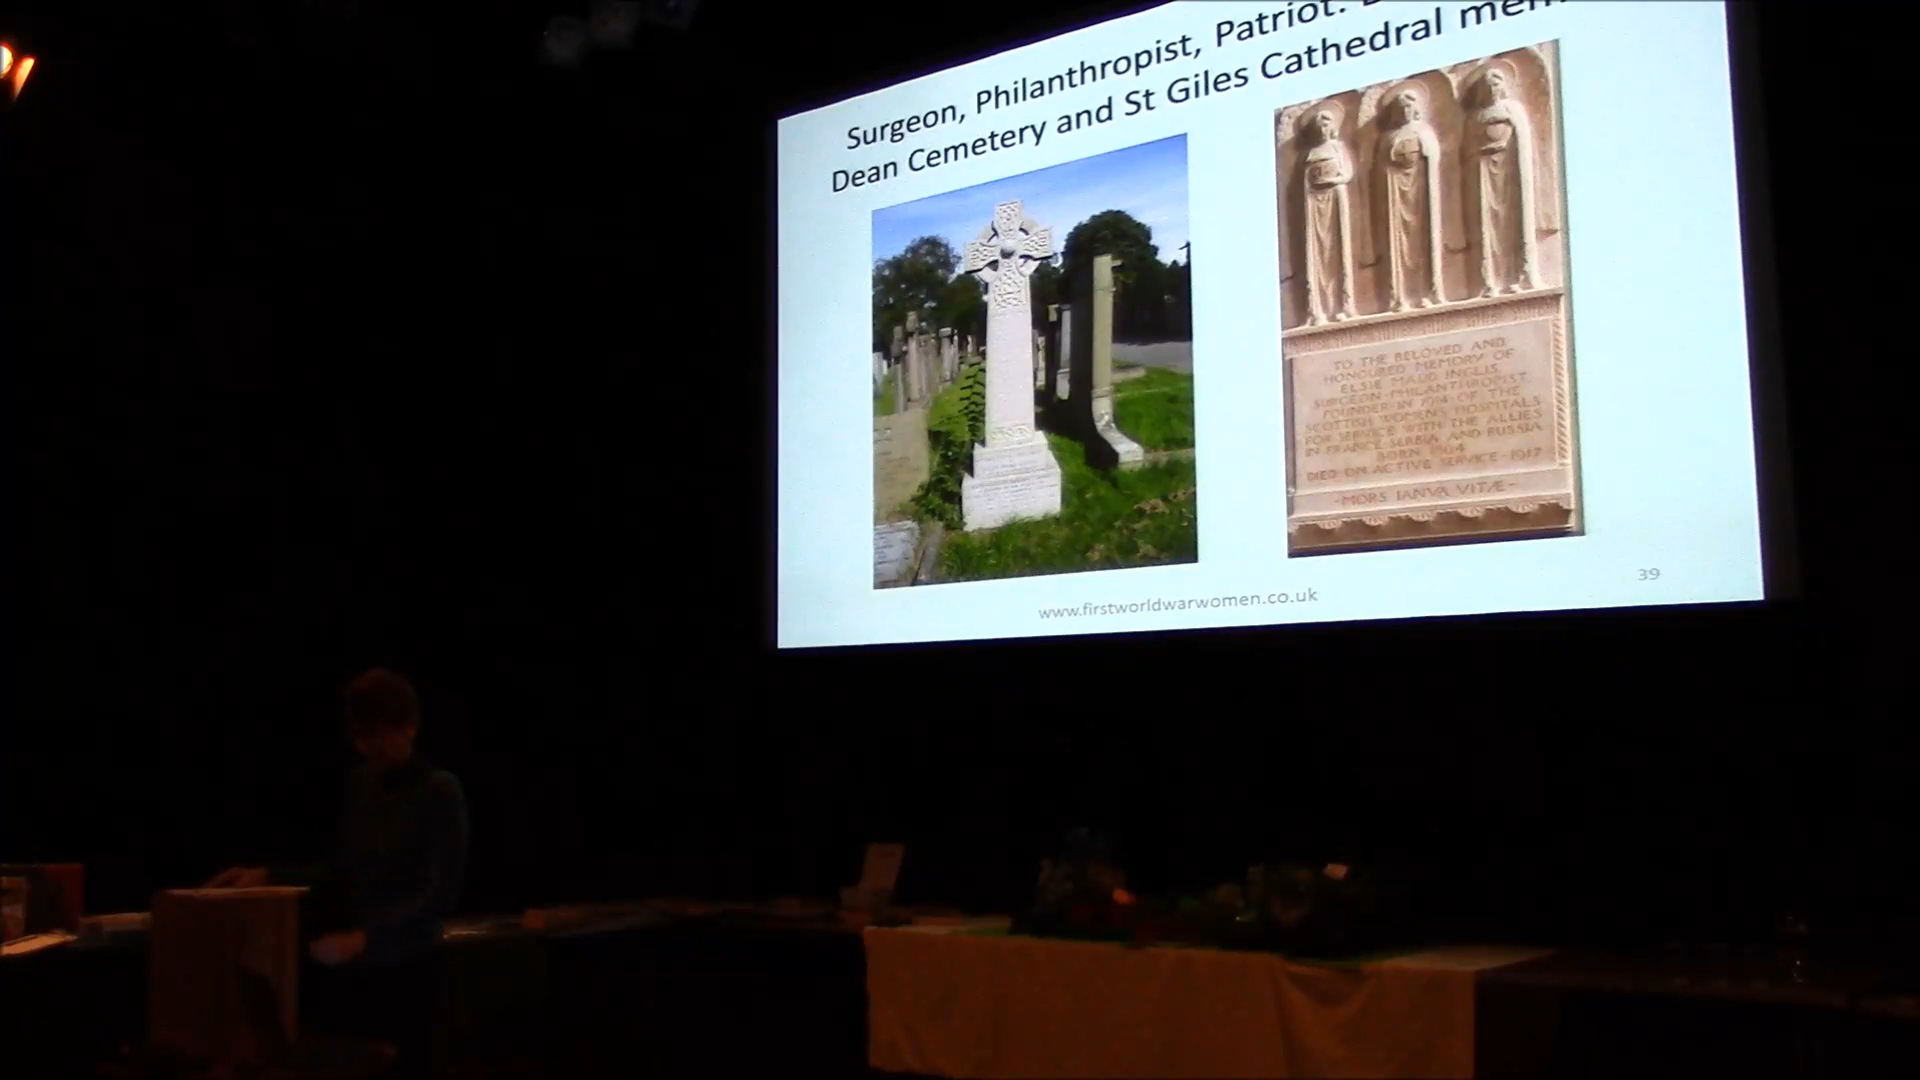 Surgeon, Philanthropist, Patriot:
Dean Cemetery and St Giles Cathedral
TO THE BELOVED AND
HONOURED MEMORY OF
ELSIE MAUD INGLIS
SURGEON · PHILANTHROPIST
FOUNDER IN 1914 OF THE
SCOTTISH WOMEN'S HOSPITALS
FOR SERVICE WITH THE ALLIES
IN FRANCE SERBIA AND RUSSIA
BORN 1864
DIED ON ACTIVE SERVICE · 1917
- MORS IANVA VITÆ -
www.firstworldwarwomen.co.uk
39